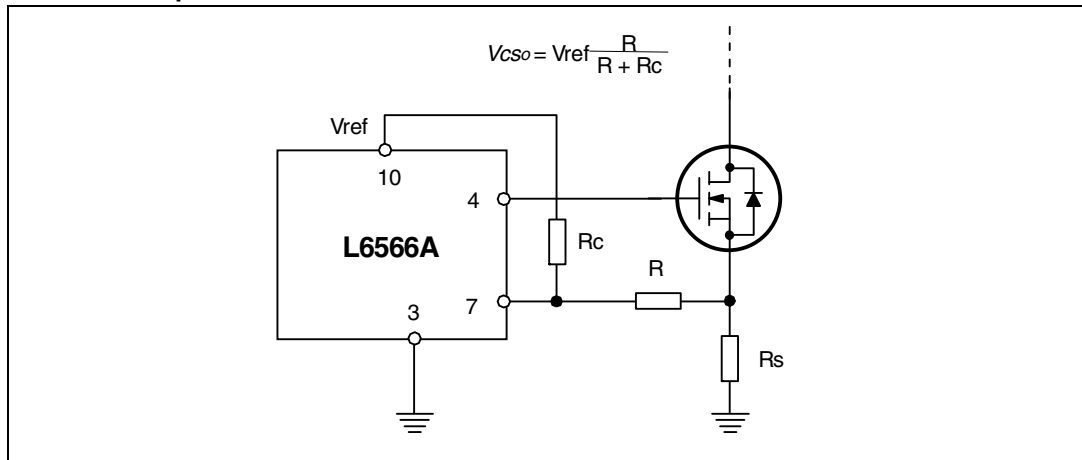 Vcso = Vref R / R + Rc
Vref
10
4
L6566A
Rc
R
7
3
Rs